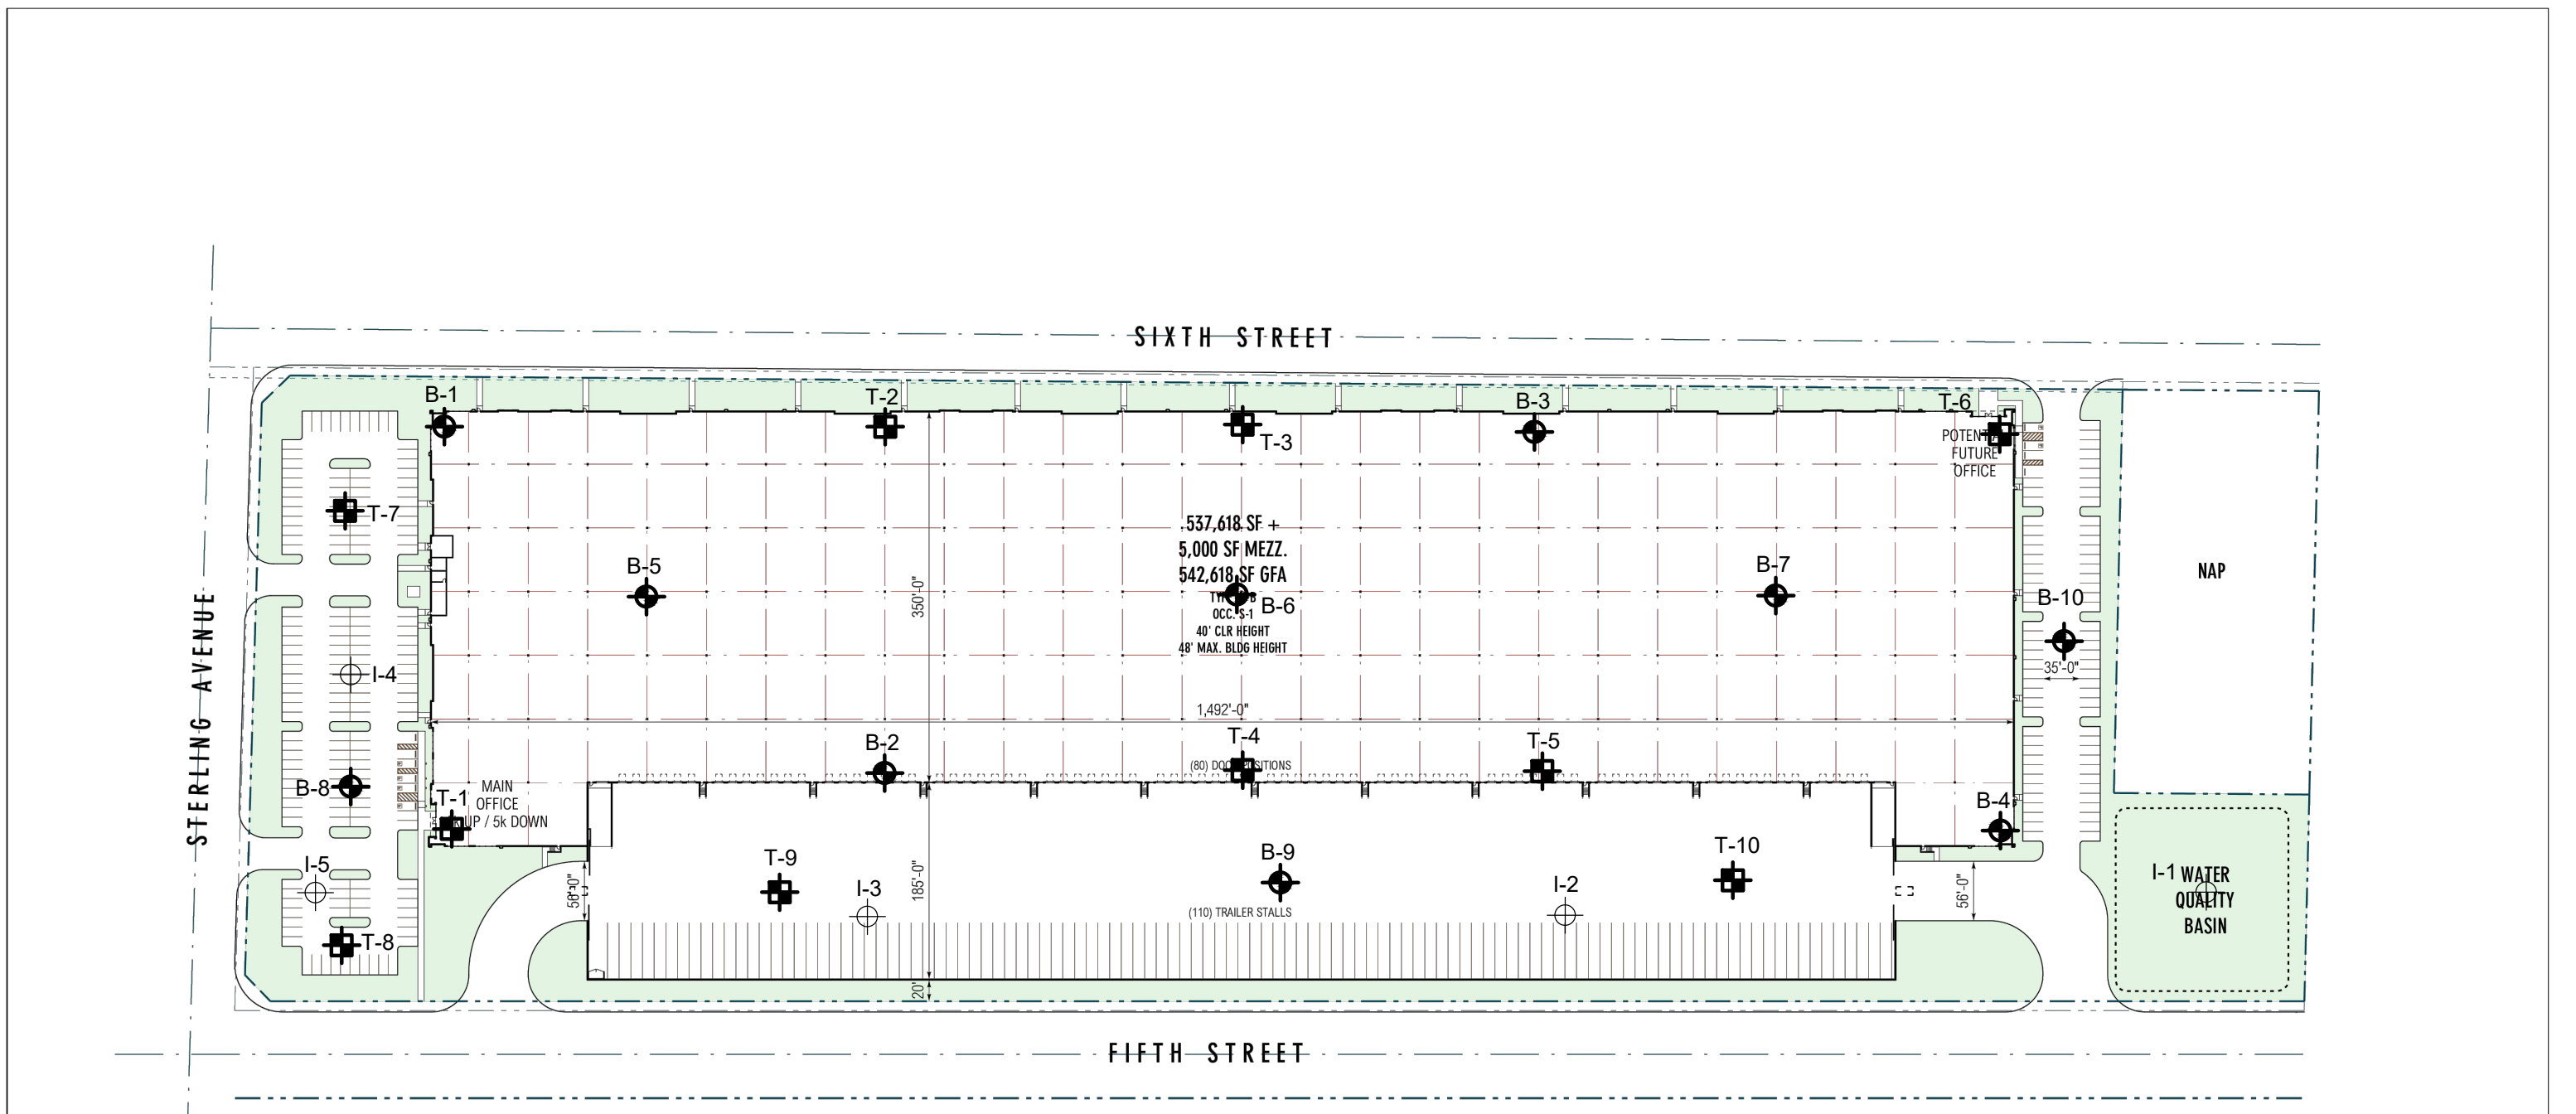 SIXTH STREET
B-1
T-2
B-3
T-6
T-3
POTENTIAL
FUTURE
OFFICE
T-7
537,618 SF +
5,000 SF MEZZ.
542,618 SF GFA
OCC. S-1
40' CLR HEIGHT
48' MAX. BLDG HEIGHT
B-5
B-6
B-7
350'-0"
NAP
B-10
35'-0"
STERLING AVENUE
I-4
1,492'-0"
B-2
T-4
T-5
(80) DOCK POSITIONS
B-8
T-1
MAIN
OFFICE
UP / 5k DOWN
B-4
I-5
T-9
I-3
185'-0"
B-9
I-2
T-10
56'-0"
56'-0"
I-1
WATER
QUALITY
BASIN
(110) TRAILER STALLS
T-8
20'
FIFTH STREET